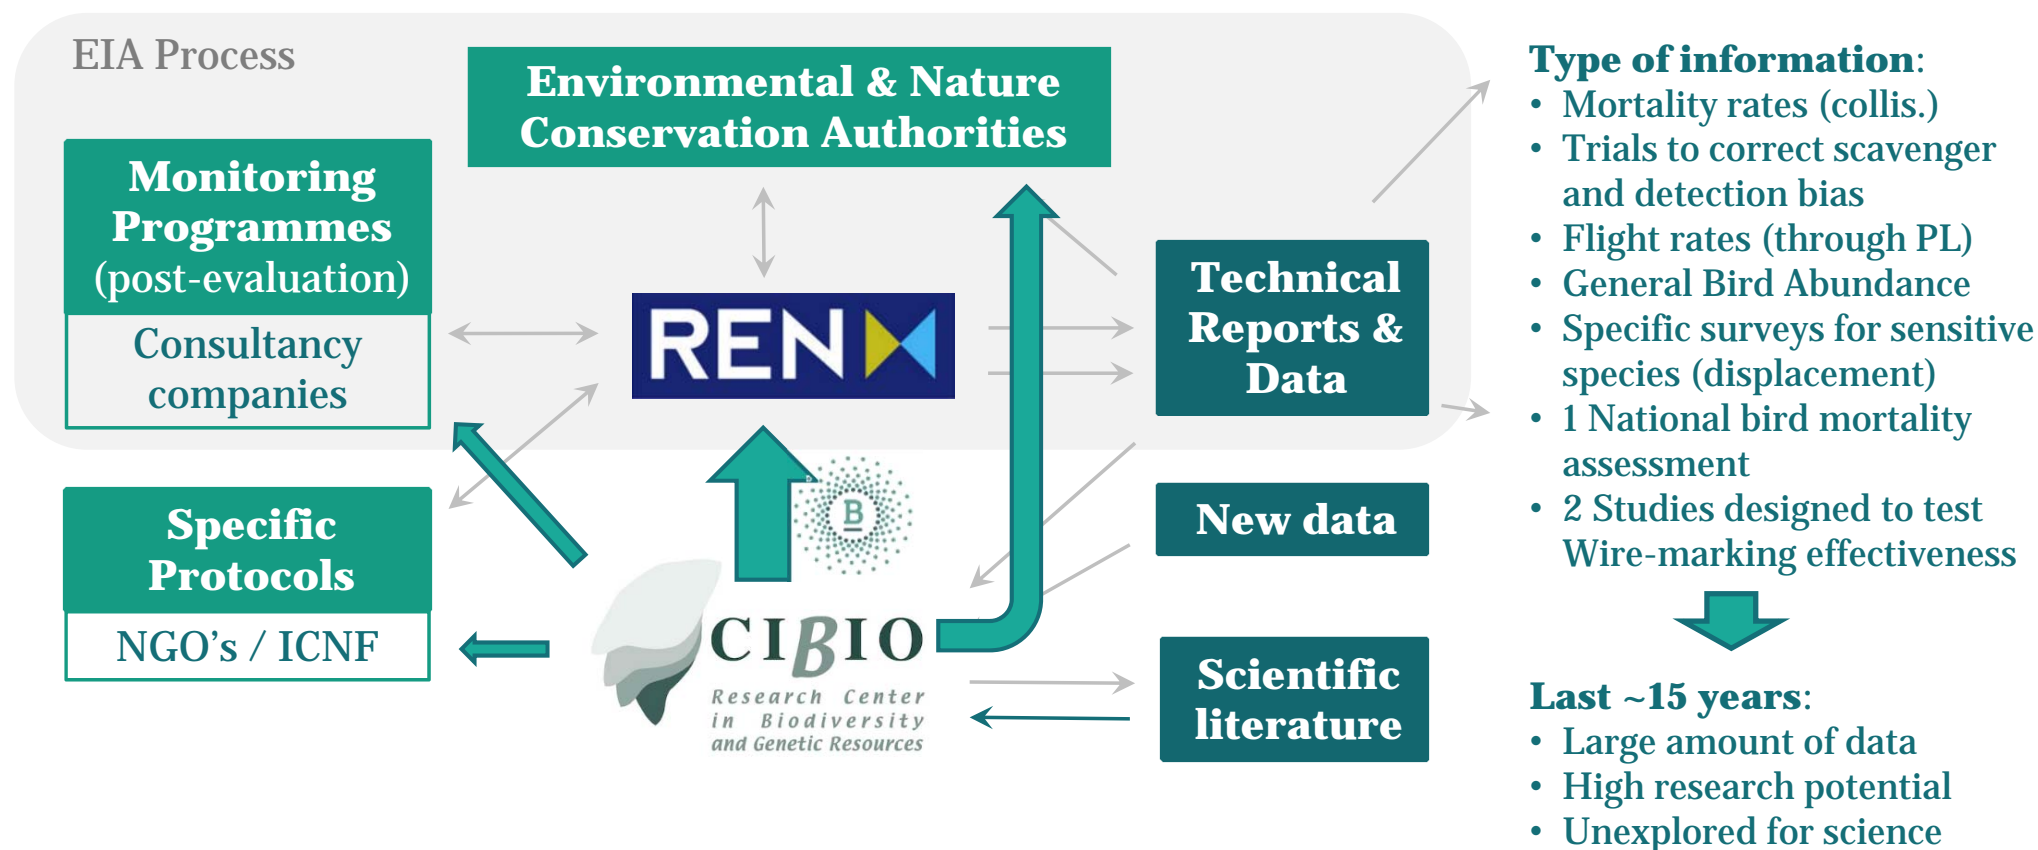 EIA Process
Environmental & Nature
Conservation Authorities
Monitoring
Programmes
(post-evaluation)
Consultancy
companies
REN
Technical
Reports &
Data
Specific
Protocols
NGO's / ICNF
B
CIBIO
Research Center
in Biodiversity
and Genetic Resources
New data
Scientific
literature
Type of information:
• Mortality rates (collis.)
• Trials to correct scavenger
and detection bias
• Flight rates (through PL)
• General Bird Abundance
• Specific surveys for sensitive
species (displacement)
• 1 National bird mortality
assessment
• 2 Studies designed to test
Wire-marking effectiveness
Last ~15 years:
• Large amount of data
• High research potential
• Unexplored for science